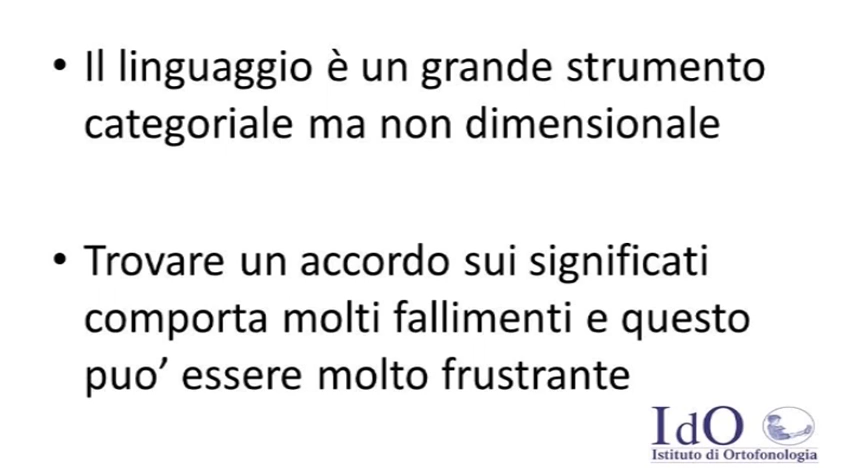 • Il linguaggio è un grande strumento
categoriale ma non dimensionale
• Trovare un accordo sui significati
comporta molti fallimenti e questo
puo’ essere molto frustrante
IdO
Istituto di Ortofonologia